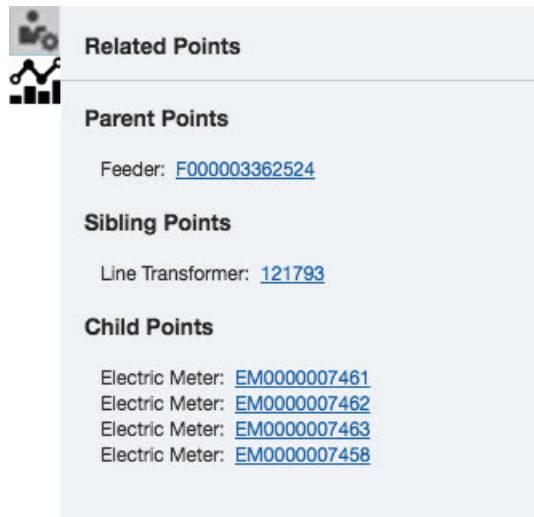 Related Points
Parent Points
Feeder: F000003362524
Sibling Points
Line Transformer: 121793
Child Points
Electric Meter: EM0000007461
Electric Meter: EM0000007462
Electric Meter: EM0000007463
Electric Meter: EM0000007458